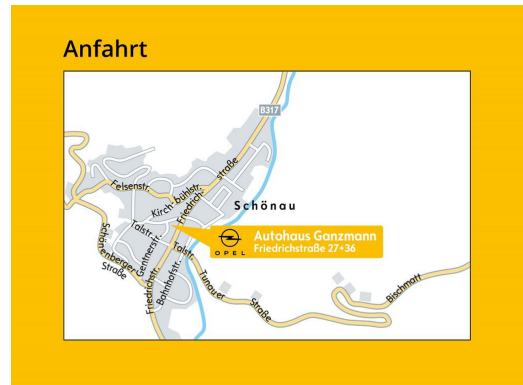 Anfahrt
B317
Friedrich-
straße
Felsenstr.
Kirch-bühlstr.
Schönau
Talstr.
Gentnerstr.
Autohaus Ganzmann
Friedrichstraße 27+36
OPEL
Schönenberger
Straße
Friedrichstr.
Bahnhofstr.
Talstr.
Tunauer
Straße
Bischmatt